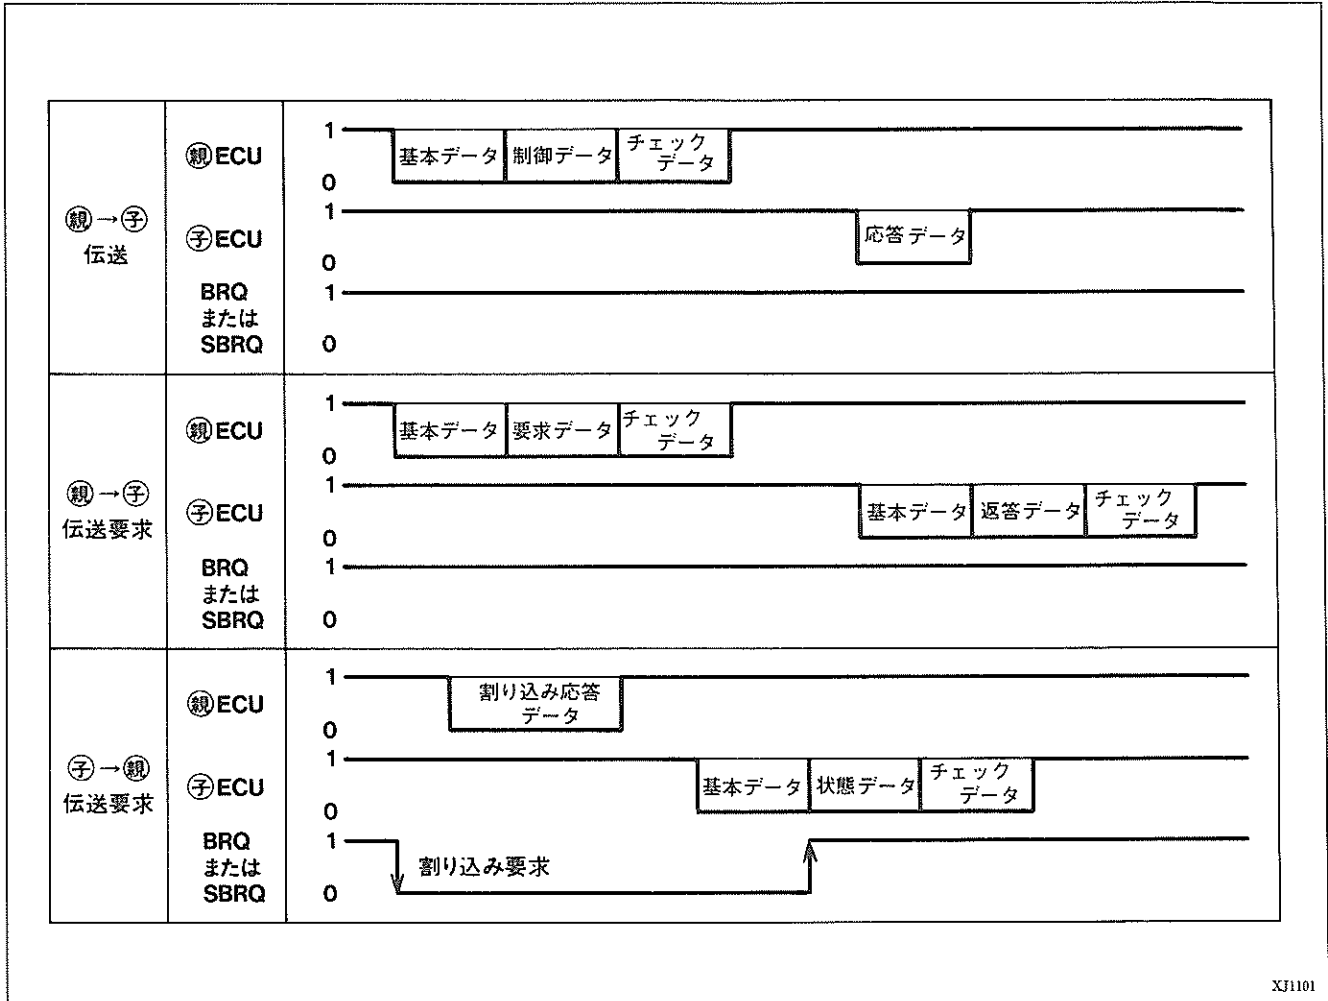 親→子
伝送
親ECU
1
0
基本データ
制御データ
チェック
データ
子ECU
1
0
応答データ
BRQ
または
SBRQ
1
0
親→子
伝送要求
親ECU
1
0
基本データ
要求データ
チェック
データ
子ECU
1
0
基本データ
返答データ
チェック
データ
BRQ
または
SBRQ
1
0
子→親
伝送要求
親ECU
1
0
割り込み応答
データ
子ECU
1
0
基本データ
状態データ
チェック
データ
BRQ
または
SBRQ
1
0
割り込み要求
XJ1101